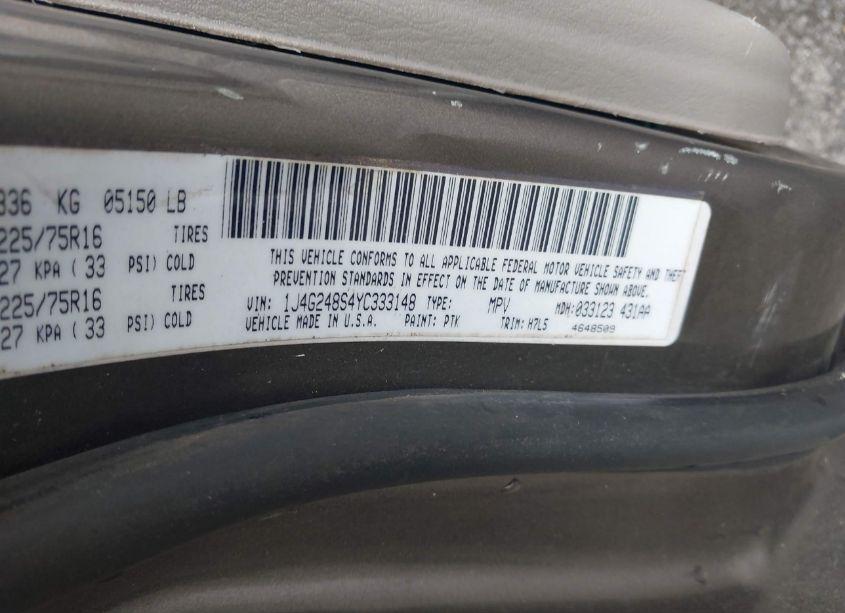 336 KG 05150 LB
225/75R16 TIRES
27 KPA (33 PSI) COLD
225/75R16 TIRES
27 KPA (33 PSI) COLD
THIS VEHICLE CONFORMS TO ALL APPLICABLE FEDERAL MOTOR VEHICLE SAFETY AND THEFT
PREVENTION STANDARDS IN EFFECT ON THE DATE OF MANUFACTURE SHOWN ABOVE.
VIN: 1J4G248S4YC333148 TYPE: MPV MDH:033123 431AA
VEHICLE MADE IN U.S.A. PAINT: PTK TRIM: H7L5 4648509